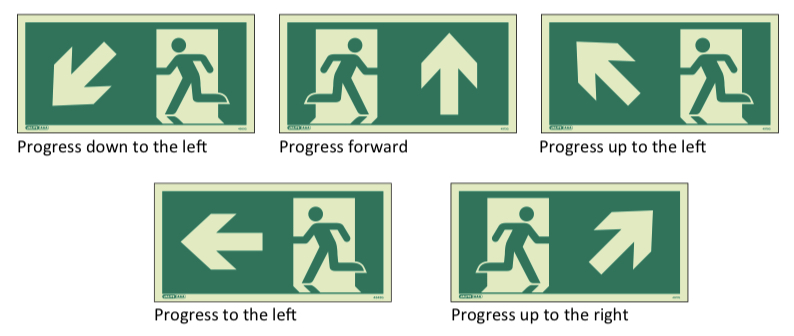 Progress down to the left
Progress forward
Progress up to the left
Progress to the left
Progress up to the right